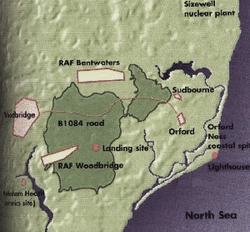 Sizewell
nuclear plant
RAF Bentwaters
Sudbourne
Woodbridge
B1084 road
Orford
Orford
Ness
coastal spit
Landing site
RAF Woodbridge
Lighthouse
North Sea